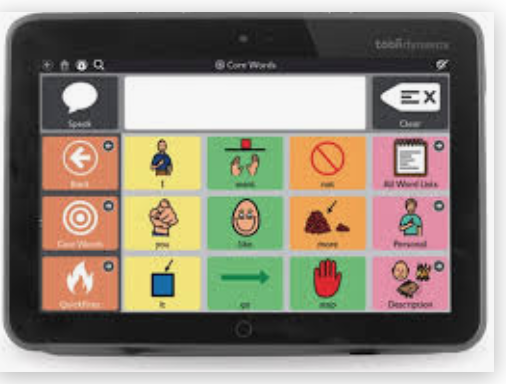 tobii dynavox
Core Words
Speak
Clear
Back
I
want
not
All Word Lists
Core Words
you
like
more
Personal
QuickFires
it
go
stop
Description